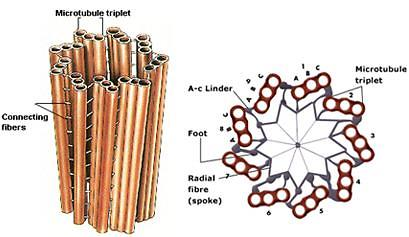 Microtubule triplet
Connecting
fibers
A-c Linder
Foot
Radial
fibre
(spoke)
Microtubule
triplet
1
A B C
2
3
4
5
6
7
8
A B C
A B C